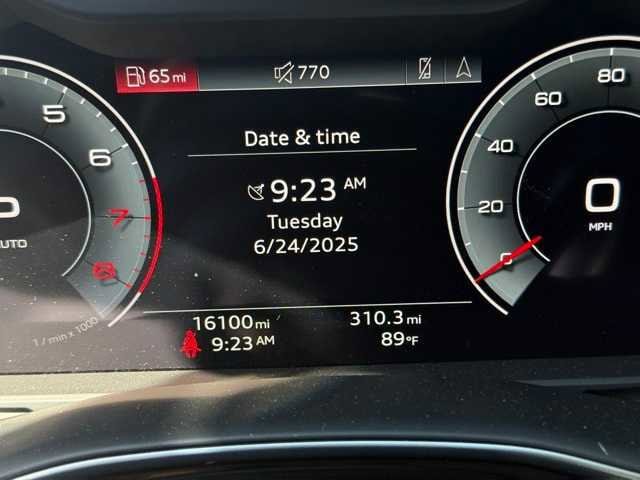 65 mi
770
Date & time
9:23 AM
Tuesday
6/24/2025
16100 mi
310.3 mi
9:23 AM
89°F
5
6
7
8
1 / min x 1000
AUTO
80
60
40
20
0
0
MPH